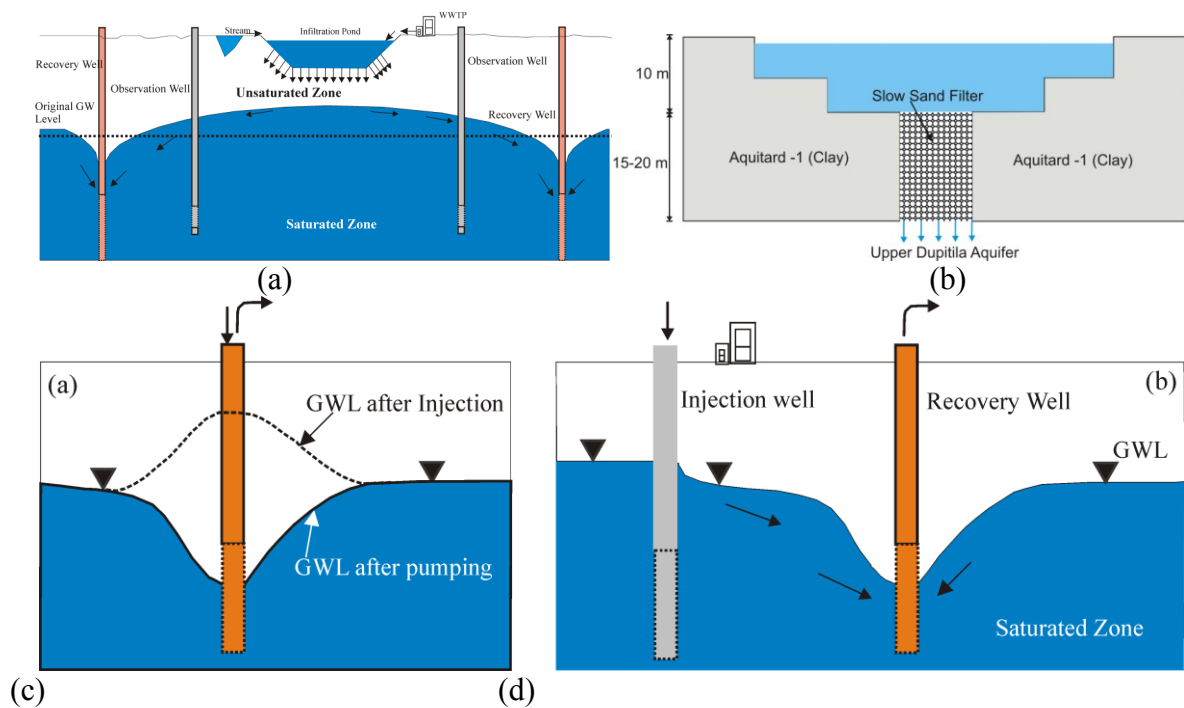 WWTP
Stream
Infiltration Pond
Recovery Well
Observation Well
Observation Well
Unsaturated Zone
Original GW
Level
Recovery Well
Saturated Zone
(a)
10 m
Slow Sand Filter
15-20 m
Aquitard -1 (Clay)
Aquitard -1 (Clay)
Upper Dupitila Aquifer
(b)
(a)
GWL after Injection
GWL after pumping
(c)
(b)
Injection well
Recovery Well
GWL
Saturated Zone
(d)